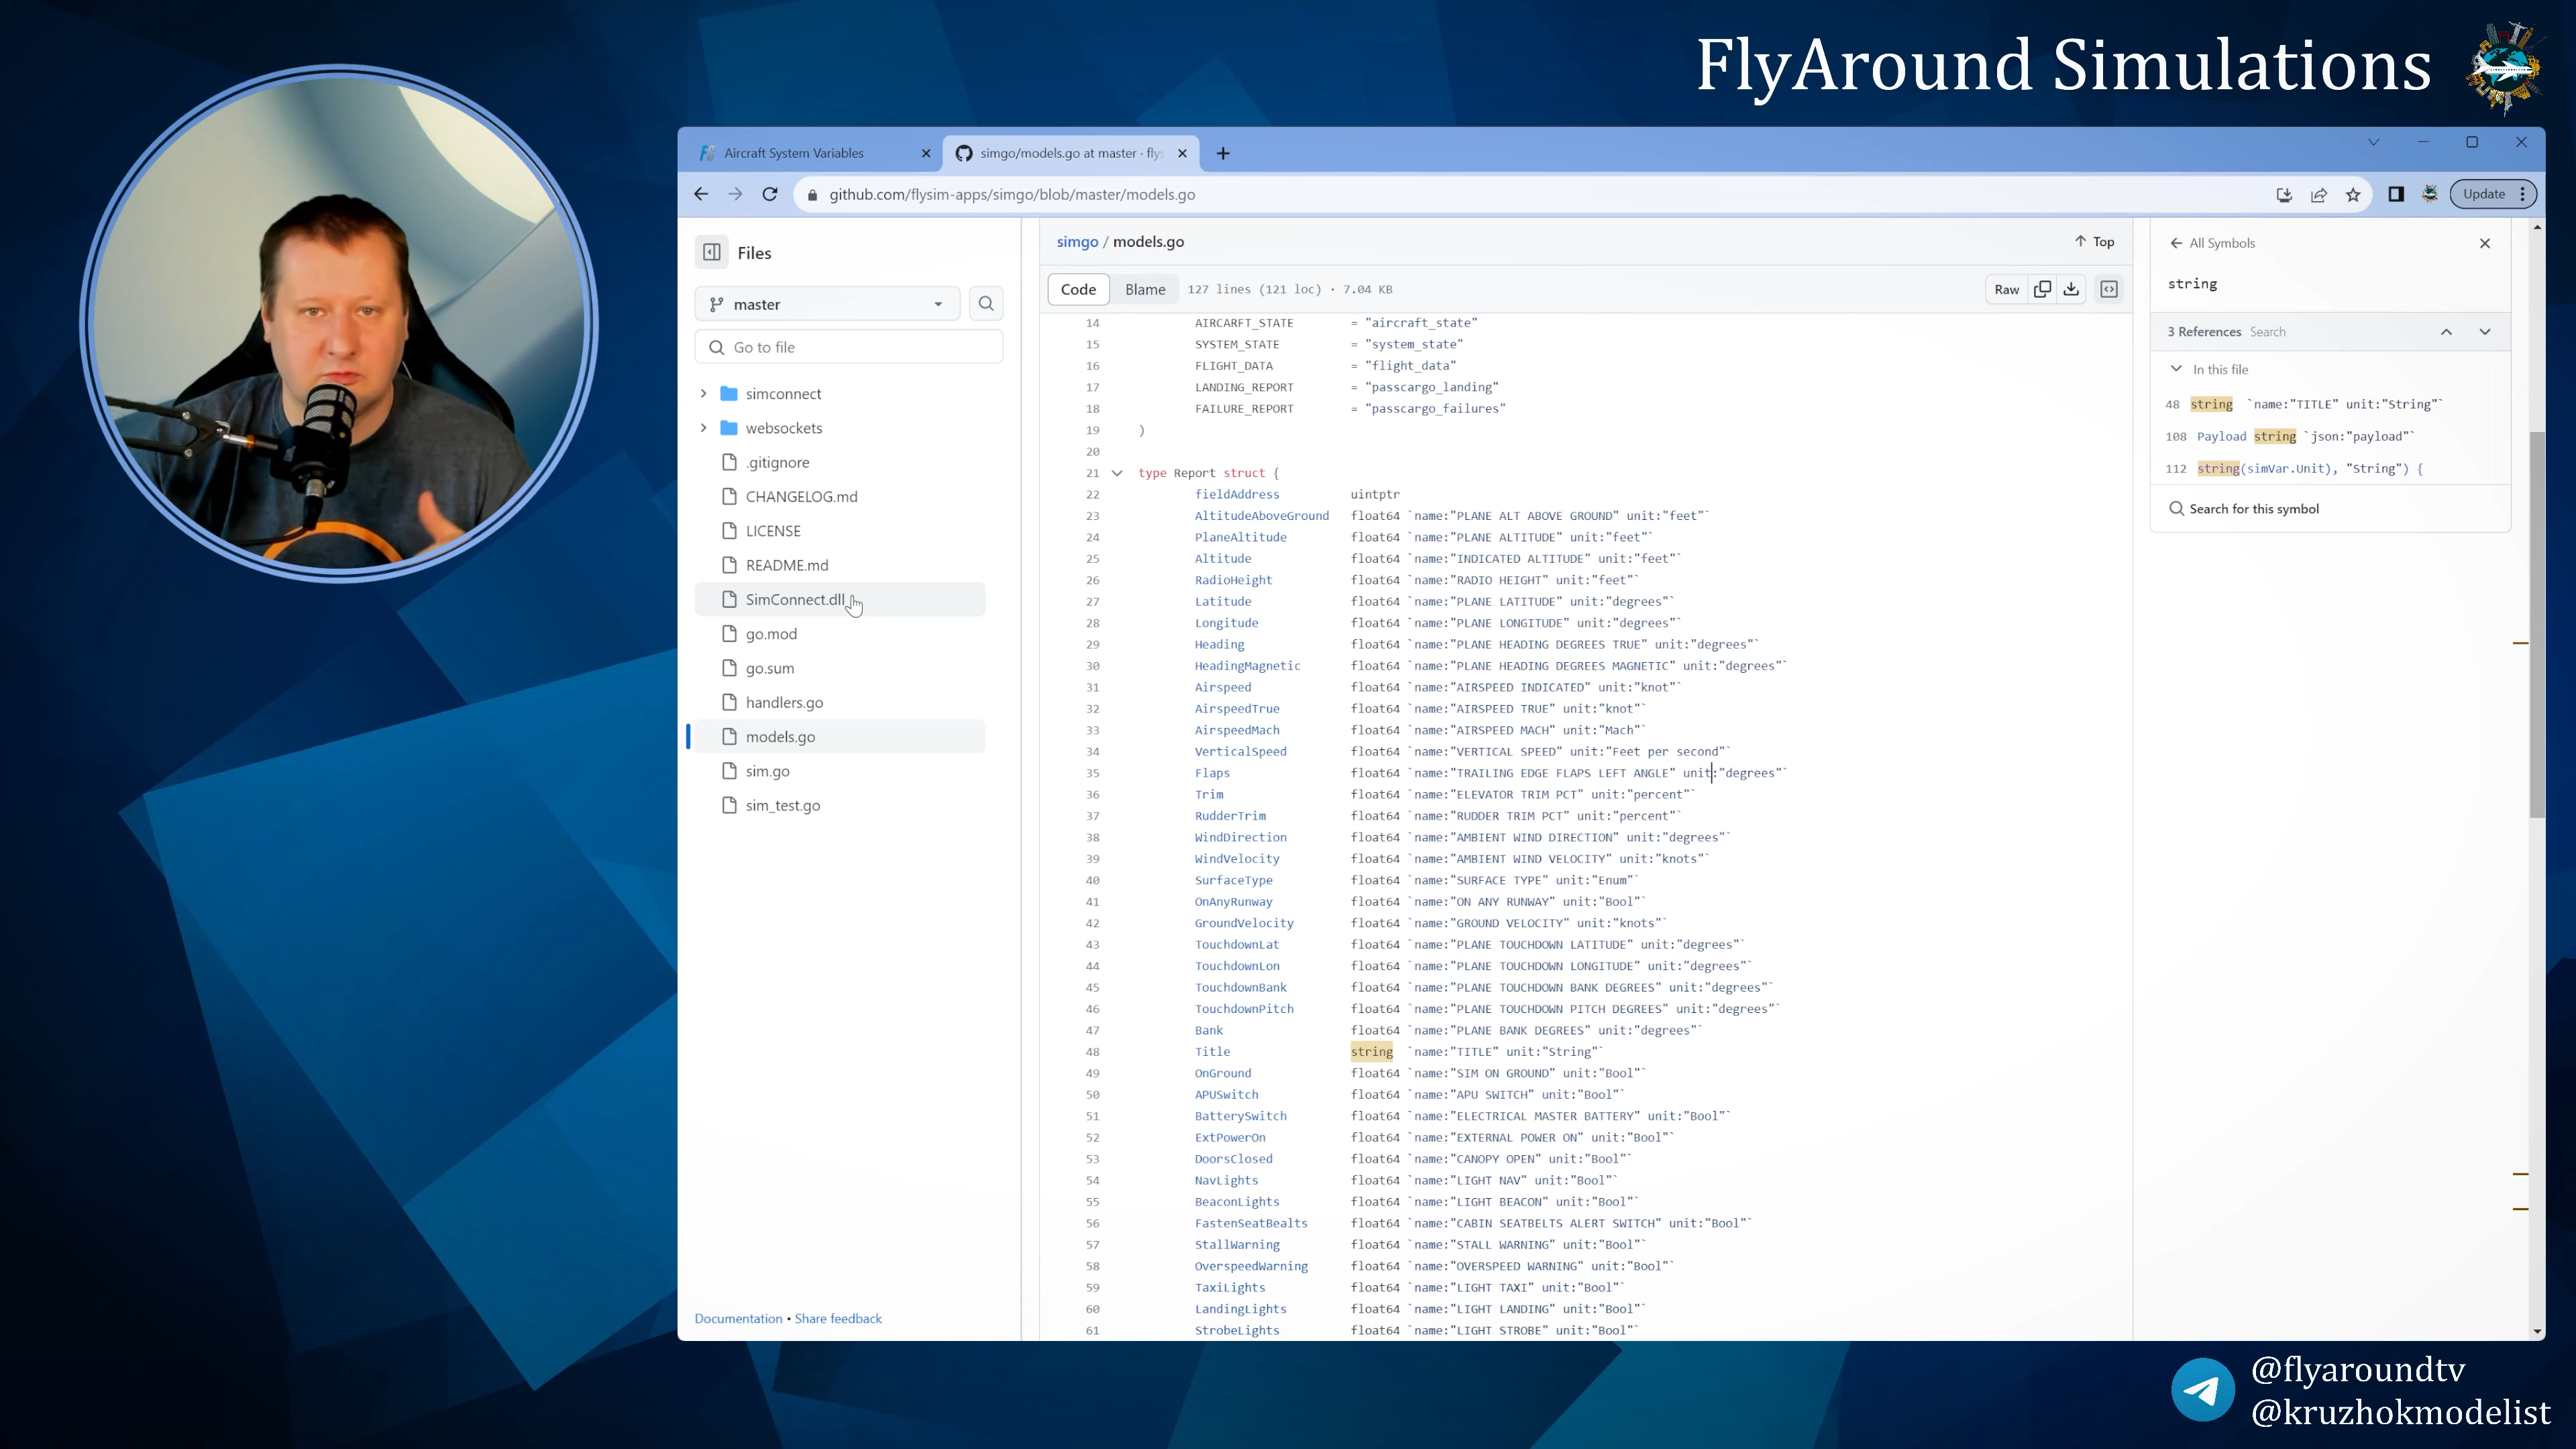 FlyAround Simulations
Aircraft System Variables
simgo/models.go at master · flys
github.com/flysim-apps/simgo/blob/master/models.go
Update
Files
master
Go to file
simconnect
websockets
.gitignore
CHANGELOG.md
LICENSE
README.md
SimConnect.dll
go.mod
go.sum
handlers.go
models.go
sim.go
sim_test.go
Documentation • Share feedback
simgo / models.go
Top
Code Blame 127 lines (121 loc) · 7.04 KB
Raw
14 AIRCARFT_STATE = "aircraft_state"
15 SYSTEM_STATE = "system_state"
16 FLIGHT_DATA = "flight_data"
17 LANDING_REPORT = "passcargo_landing"
18 FAILURE_REPORT = "passcargo_failures"
19 )
20
21 type Report struct {
22 fieldAddress uintptr
23 AltitudeAboveGround float64 `name:"PLANE ALT ABOVE GROUND" unit:"feet"`
24 PlaneAltitude float64 `name:"PLANE ALTITUDE" unit:"feet"`
25 Altitude float64 `name:"INDICATED ALTITUDE" unit:"feet"`
26 RadioHeight float64 `name:"RADIO HEIGHT" unit:"feet"`
27 Latitude float64 `name:"PLANE LATITUDE" unit:"degrees"`
28 Longitude float64 `name:"PLANE LONGITUDE" unit:"degrees"`
29 Heading float64 `name:"PLANE HEADING DEGREES TRUE" unit:"degrees"`
30 HeadingMagnetic float64 `name:"PLANE HEADING DEGREES MAGNETIC" unit:"degrees"`
31 Airspeed float64 `name:"AIRSPEED INDICATED" unit:"knot"`
32 AirspeedTrue float64 `name:"AIRSPEED TRUE" unit:"knot"`
33 AirspeedMach float64 `name:"AIRSPEED MACH" unit:"Mach"`
34 VerticalSpeed float64 `name:"VERTICAL SPEED" unit:"Feet per second"`
35 Flaps float64 `name:"TRAILING EDGE FLAPS LEFT ANGLE" unit:"degrees"`
36 Trim float64 `name:"ELEVATOR TRIM PCT" unit:"percent"`
37 RudderTrim float64 `name:"RUDDER TRIM PCT" unit:"percent"`
38 WindDirection float64 `name:"AMBIENT WIND DIRECTION" unit:"degrees"`
39 WindVelocity float64 `name:"AMBIENT WIND VELOCITY" unit:"knots"`
40 SurfaceType float64 `name:"SURFACE TYPE" unit:"Enum"`
41 OnAnyRunway float64 `name:"ON ANY RUNWAY" unit:"Bool"`
42 GroundVelocity float64 `name:"GROUND VELOCITY" unit:"knots"`
43 TouchdownLat float64 `name:"PLANE TOUCHDOWN LATITUDE" unit:"degrees"`
44 TouchdownLon float64 `name:"PLANE TOUCHDOWN LONGITUDE" unit:"degrees"`
45 TouchdownBank float64 `name:"PLANE TOUCHDOWN BANK DEGREES" unit:"degrees"`
46 TouchdownPitch float64 `name:"PLANE TOUCHDOWN PITCH DEGREES" unit:"degrees"`
47 Bank float64 `name:"PLANE BANK DEGREES" unit:"degrees"`
48 Title string `name:"TITLE" unit:"String"`
49 OnGround float64 `name:"SIM ON GROUND" unit:"Bool"`
50 APUSwitch float64 `name:"APU SWITCH" unit:"Bool"`
51 BatterySwitch float64 `name:"ELECTRICAL MASTER BATTERY" unit:"Bool"`
52 ExtPowerOn float64 `name:"EXTERNAL POWER ON" unit:"Bool"`
53 DoorsClosed float64 `name:"CANOPY OPEN" unit:"Bool"`
54 NavLights float64 `name:"LIGHT NAV" unit:"Bool"`
55 BeaconLights float64 `name:"LIGHT BEACON" unit:"Bool"`
56 FastenSeatBealts float64 `name:"CABIN SEATBELTS ALERT SWITCH" unit:"Bool"`
57 StallWarning float64 `name:"STALL WARNING" unit:"Bool"`
58 OverspeedWarning float64 `name:"OVERSPEED WARNING" unit:"Bool"`
59 TaxiLights float64 `name:"LIGHT TAXI" unit:"Bool"`
60 LandingLights float64 `name:"LIGHT LANDING" unit:"Bool"`
61 StrobeLights float64 `name:"LIGHT STROBE" unit:"Bool"`
All Symbols
string
3 References Search
In this file
48 string `name:"TITLE" unit:"String"`
108 Payload string `json:"payload"`
112 string(simVar.Unit), "String") {
Search for this symbol
@flyaroundtv
@kruzhokmodelist